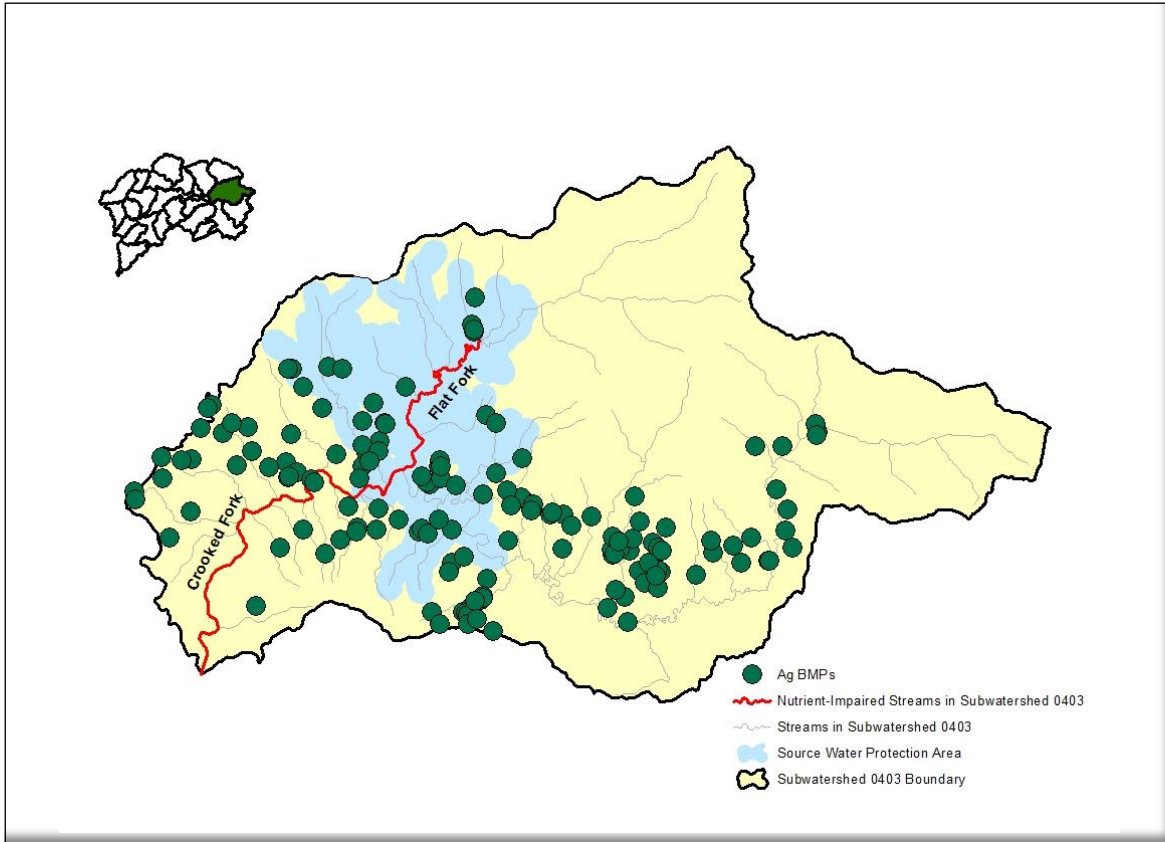 Flat Fork
Crooked Fork
Ag BMPs
Nutrient-Impaired Streams in Subwatershed 0403
Streams in Subwatershed 0403
Source Water Protection Area
Subwatershed 0403 Boundary